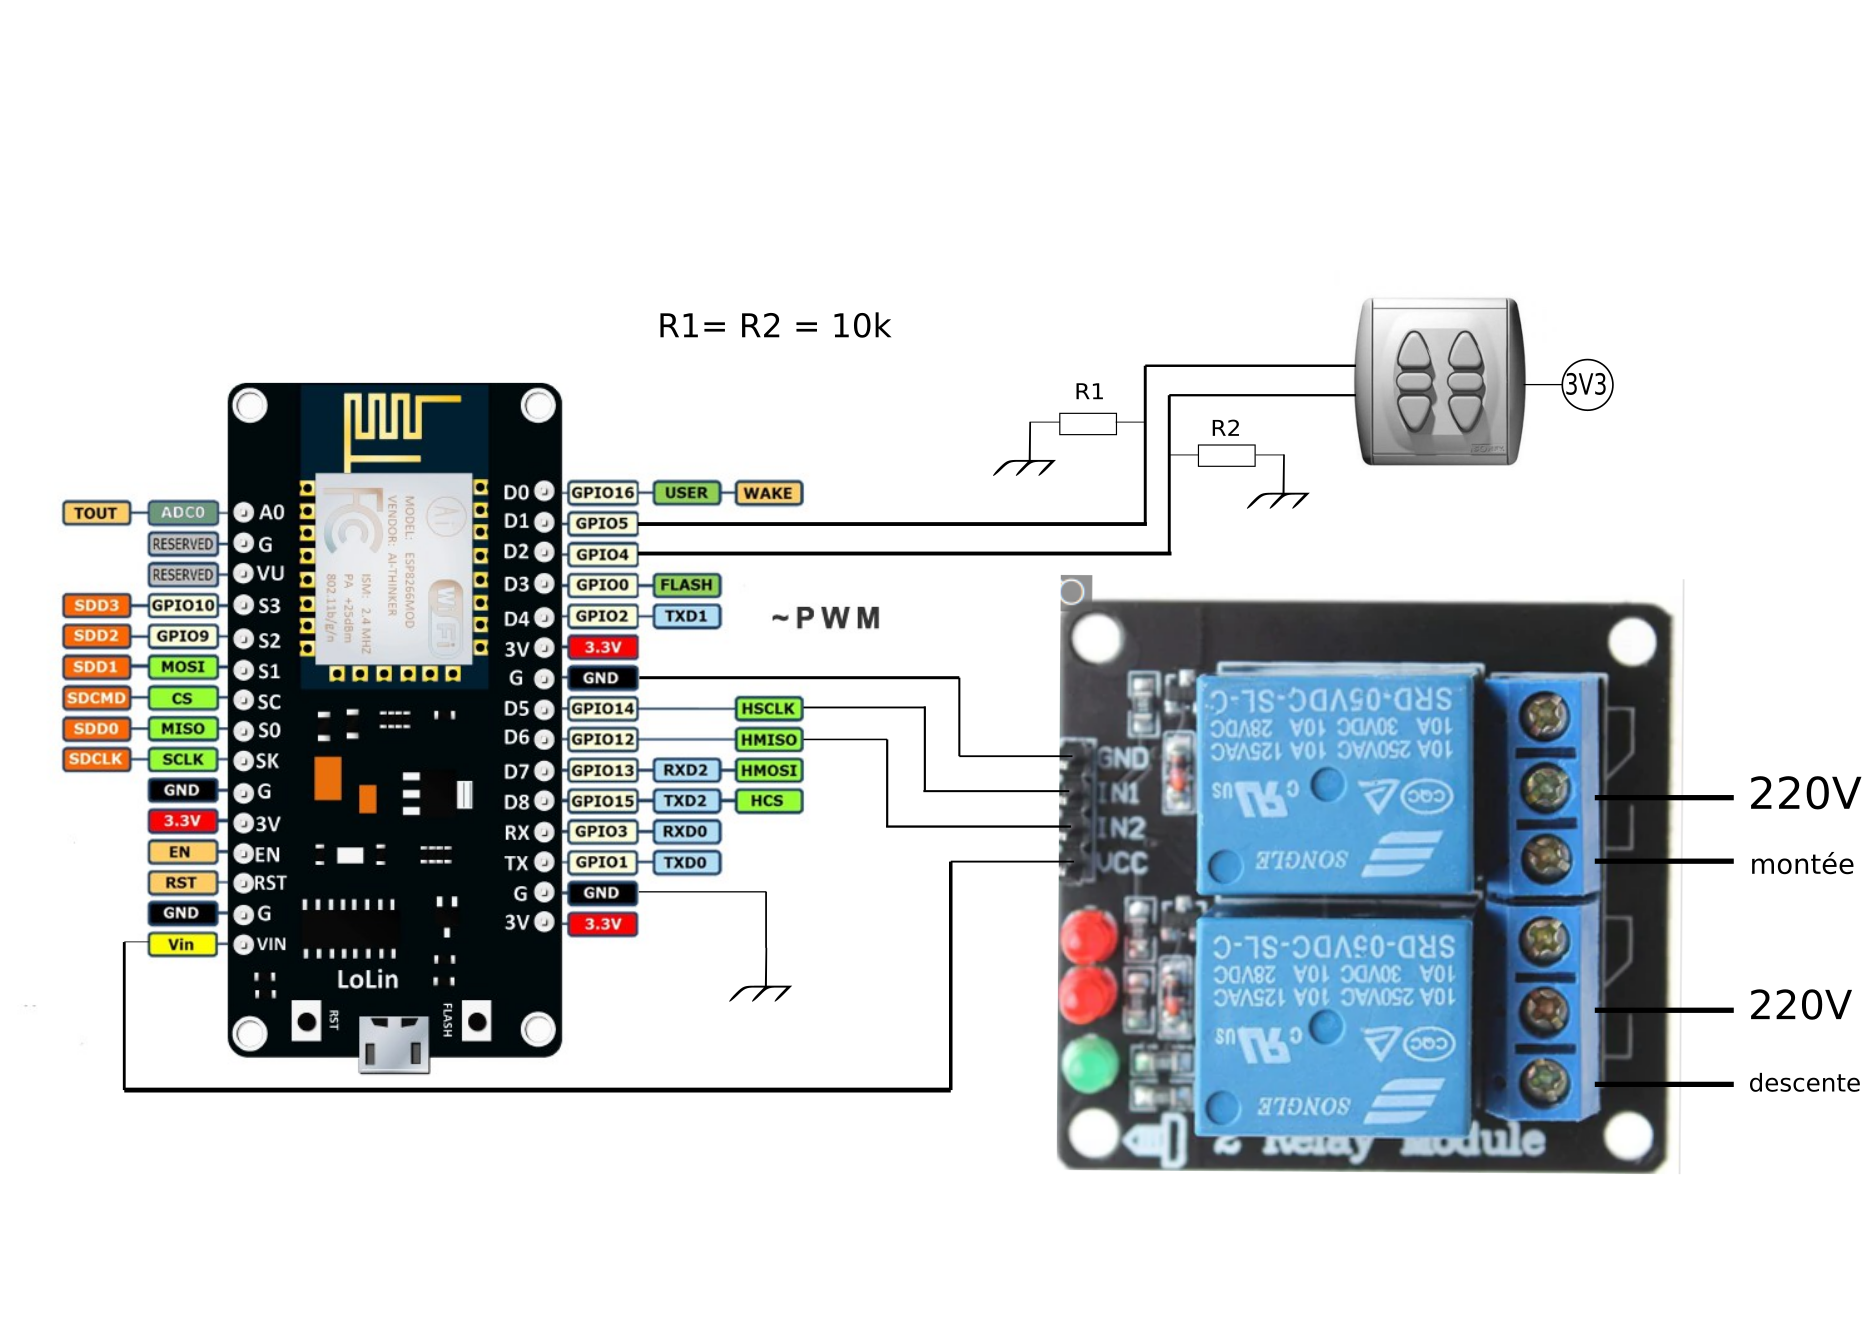 R1= R2 = 10k
R1
R2
3V3
TOUT
ADC0
A0
RESERVED
G
RESERVED
VU
SDD3
GPIO10
S3
SDD2
GPIO9
S2
SDD1
MOSI
S1
SDCMD
CS
SC
SDD0
MISO
S0
SDCLK
SCLK
SK
GND
G
3.3V
3V
EN
EN
RST
RST
GND
G
Vin
VIN
MODEL: ESP8266MOD
VENDOR: AI-THINKER
ISM: 2.4 MHZ
PA +25dBm
802.11b/g/n
Ai
WiFi
FCC
LoLin
RST
FLASH
D0
GPIO16
USER
WAKE
D1
GPIO5
D2
GPIO4
D3
GPIO0
FLASH
D4
GPIO2
TXD1
3V
3.3V
G
GND
D5
GPIO14
HSCLK
D6
GPIO12
HMISO
D7
GPIO13
RXD2
HMOSI
D8
GPIO15
TXD2
HCS
RX
GPIO3
RXD0
TX
GPIO1
TXD0
G
GND
3V
3.3V
~PWM
GND
IN1
IN2
VCC
SRD-05VDC-SL-C
10A 30VDC 10A 28VDC
10A 250VAC 10A 125VAC
c US
CQC
SONGLE
SRD-05VDC-SL-C
10A 30VDC 10A 28VDC
10A 250VAC 10A 125VAC
c US
CQC
SONGLE
2 Relay Module
220V
montée
220V
descente